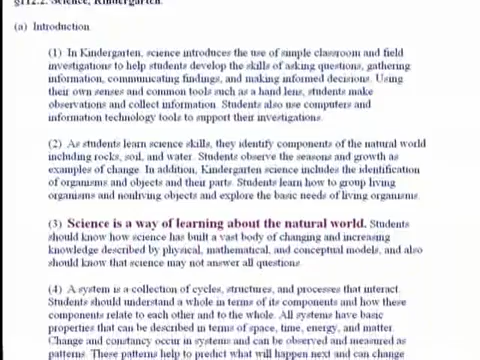 §112.2. Science, Kindergarten.
(a) Introduction.
(1) In Kindergarten, science introduces the use of simple classroom and field
investigations to help students develop the skills of asking questions, gathering
information, communicating findings, and making informed decisions. Using
their own senses and common tools such as a hand lens, students make
observations and collect information. Students also use computers and
information technology tools to support their investigations.
(2) As students learn science skills, they identify components of the natural world
including rocks, soil, and water. Students observe the seasons and growth as
examples of change. In addition, Kindergarten science includes the identification
of organisms and objects and their parts. Students learn how to group living
organisms and nonliving objects and explore the basic needs of living organisms.
(3) Science is a way of learning about the natural world. Students
should know how science has built a vast body of changing and increasing
knowledge described by physical, mathematical, and conceptual models, and also
should know that science may not answer all questions.
(4) A system is a collection of cycles, structures, and processes that interact.
Students should understand a whole in terms of its components and how these
components relate to each other and to the whole. All systems have basic
properties that can be described in terms of space, time, energy, and matter.
Change and constancy occur in systems and can be observed and measured as
patterns. These patterns help to predict what will happen next and can change